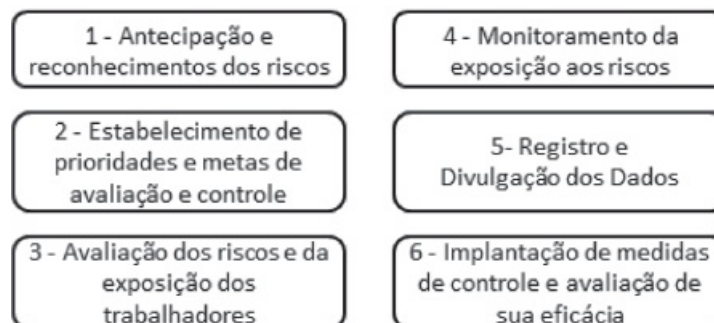 1 - Antecipação e
reconhecimentos dos riscos
2 - Estabelecimento de
prioridades e metas de
avaliação e controle
3 - Avaliação dos riscos e da
exposição dos
trabalhadores
4 - Monitoramento da
exposição aos riscos
5- Registro e
Divulgação dos Dados
6 - Implantação de medidas
de controle e avaliação de
sua eficácia